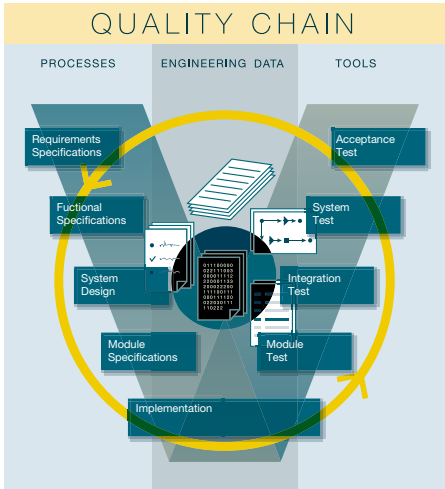 QUALITY CHAIN
PROCESSES
ENGINEERING DATA
TOOLS
Requirements
Specifications
Acceptance
Test
Fuctional
Specifications
System
Test
System
Design
Integration
Test
Module
Specifications
Module
Test
Implementation